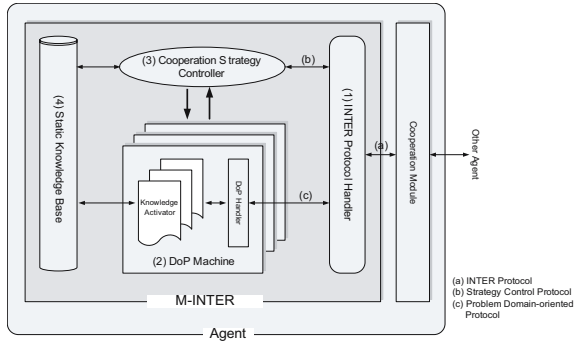 (3) Cooperation Strategy
Controller
(b)
(4) Static Knowledge Base
(1) INTER Protocol Handler
(a)
Cooperation Module
Other
Agent
Knowledge
Activator
DoP Handler
(c)
(2) DoP Machine
M-INTER
Agent
(a) INTER Protocol
(b) Strategy Control Protocol
(c) Problem Domain-oriented
Protocol